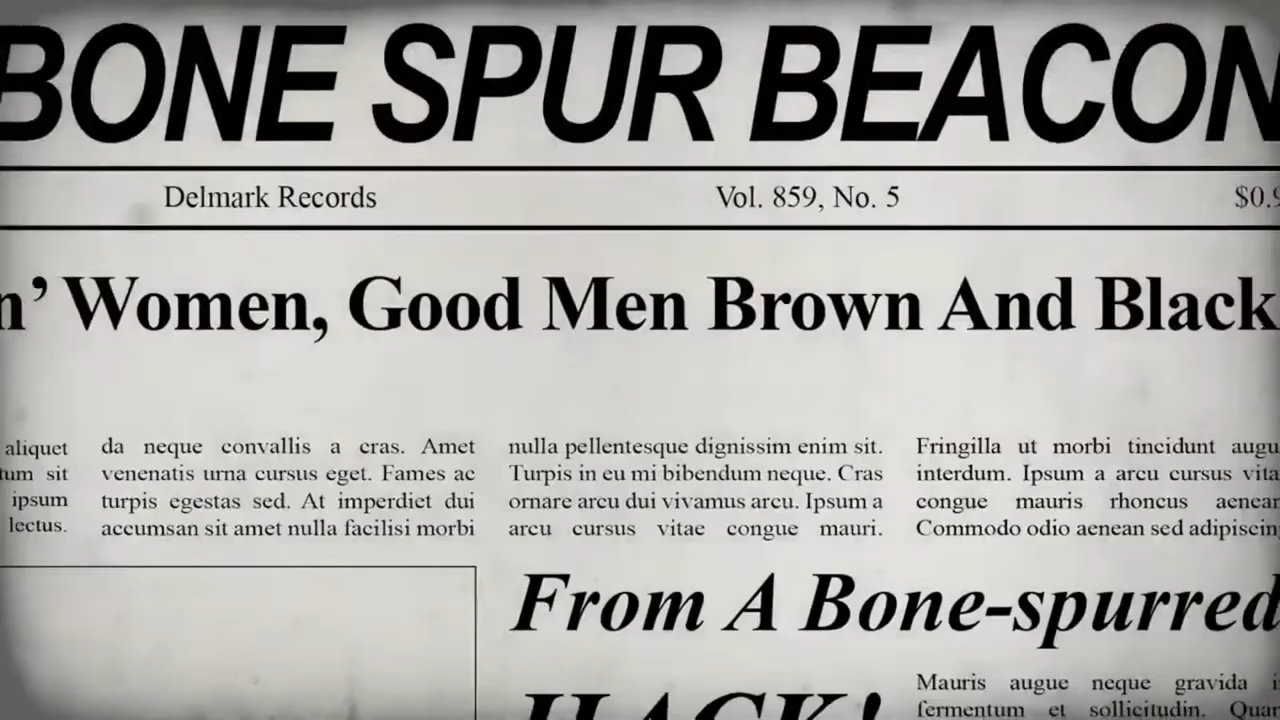 BONE SPUR BEACON
Delmark Records Vol. 859, No. 5 $0.9
n’ Women, Good Men Brown And Black
aliquet
tum sit
ipsum
lectus.
da neque convallis a cras. Amet
venenatis urna cursus eget. Fames ac
turpis egestas sed. At imperdiet dui
accumsan sit amet nulla facilisi morbi
nulla pellentesque dignissim enim sit.
Turpis in eu mi bibendum neque. Cras
ornare arcu dui vivamus arcu. Ipsum a
arcu cursus vitae congue mauri.
Fringilla ut morbi tincidunt augu
interdum. Ipsum a arcu cursus vita
congue mauris rhoncus aenean
Commodo odio aenean sed adipiscin
From A Bone-spurred
HACK!
Mauris augue neque gravida i
fermentum et sollicitudin. Quan